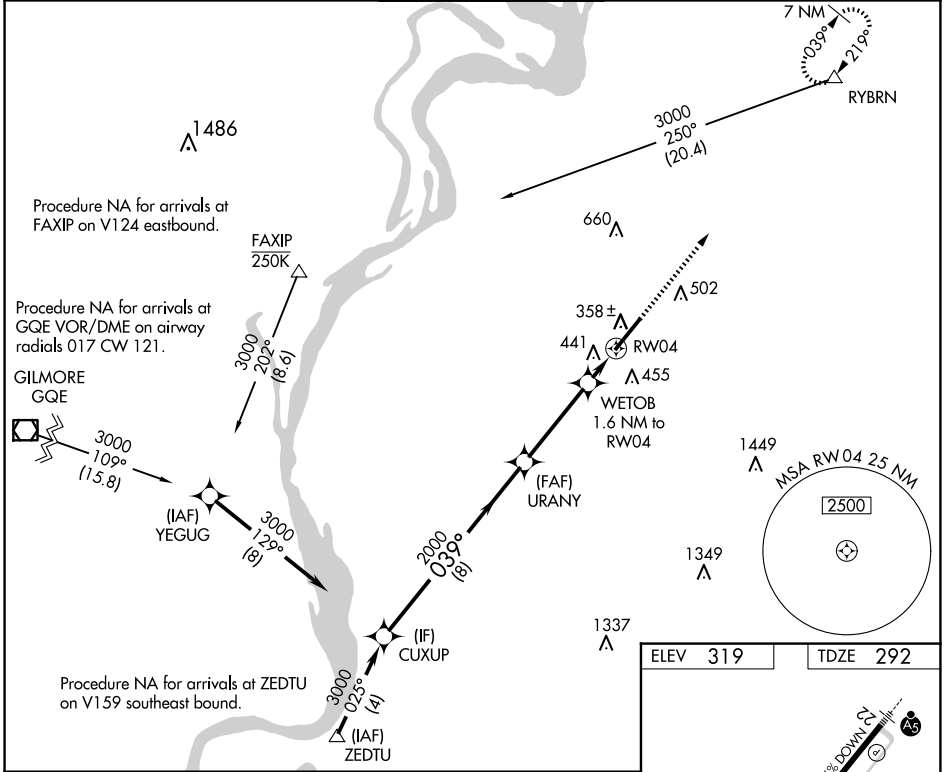 7 NM
039°
219°
RYBRN
3000
250°
(20.4)
1486
Procedure NA for arrivals at
FAXIP on V124 eastbound.
660
FAXIP
250K
3000
202°
(8.6)
502
358 ±
Procedure NA for arrivals at
GQE VOR/DME on airway
radials 017 CW 121.
441
RW04
455
GILMORE
GQE
WETOB
1.6 NM to
RW04
3000
109°
(15.8)
1449
MSA RW 04 25 NM
2500
(FAF)
URANY
(IAF)
YEGUG
3000
129°
(8)
2000
039°
(8)
1349
1337
(IF)
CUXUP
ELEV 319
TDZE 292
Procedure NA for arrivals at ZEDTU
on V159 southeast bound.
3000
025°
(4)
(IAF)
ZEDTU
22
% DOWN
A5
P